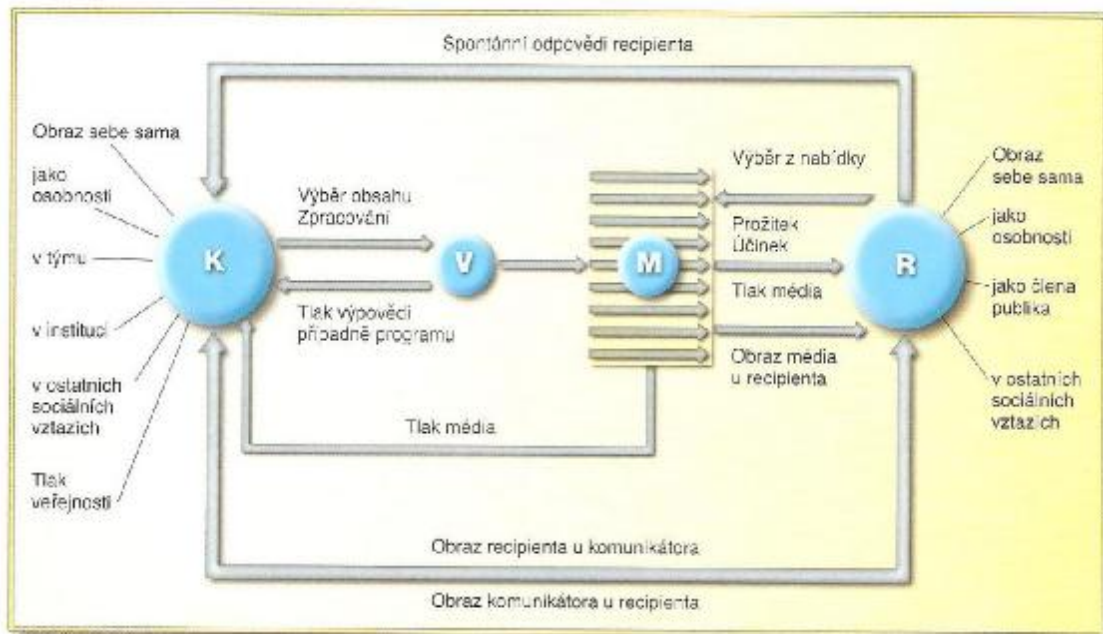 Spontánní odpovědi recipienta
Obraz sebe sama
jako
osobnosti
v týmu
v instituci
v ostatních
sociálních
vztazích
Tlak
veřejnosti
K
Výběr obsahu
Zpracování
Tlak výpovědi
případně programu
V
M
Tlak média
Výběr z nabídky
Prožitek
Účinek
Tlak média
Obraz média
u recipienta
R
Obraz
sebe sama
jako
osobnosti
jako člena
publika
v ostatních
sociálních
vztazích
Obraz recipienta u komunikátora
Obraz komunikátora u recipienta